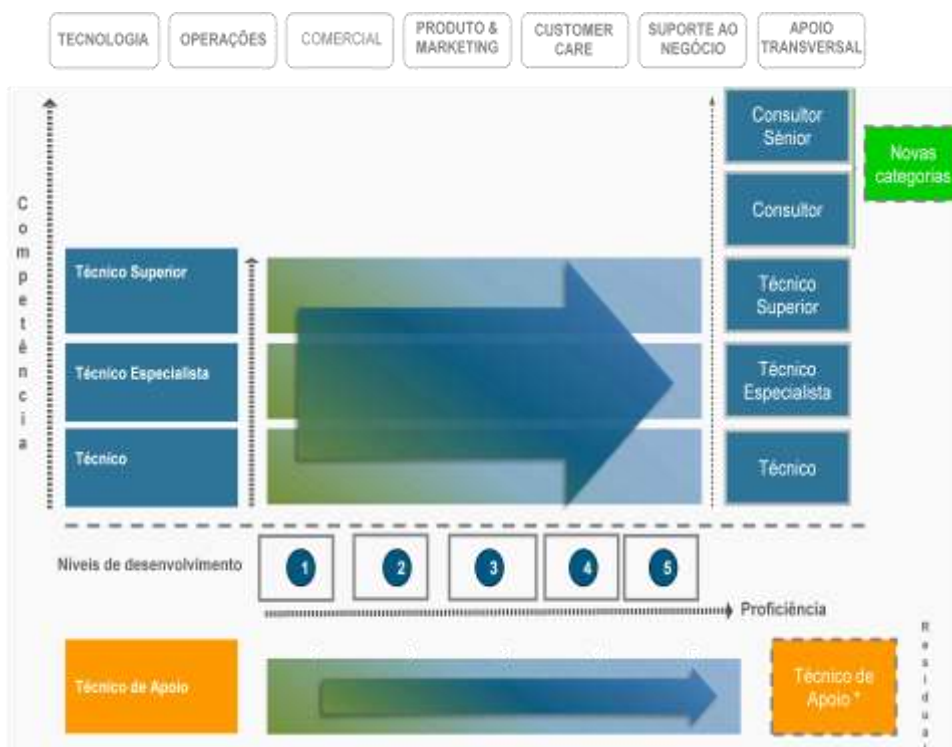 TECNOLOGIA
OPERAÇÕES
COMERCIAL
PRODUTO &
MARKETING
CUSTOMER
CARE
SUPORTE AO
NEGÓCIO
APOIO
TRANSVERSAL
Competência
Consultor
Sénior
Novas
categorias
Consultor
Técnico Superior
Técnico
Superior
Técnico Especialista
Técnico
Especialista
Técnico
Técnico
Níveis de desenvolvimento
1
2
3
4
5
Proficiência
Técnico de Apoio
Técnico de
Apoio *
Residual